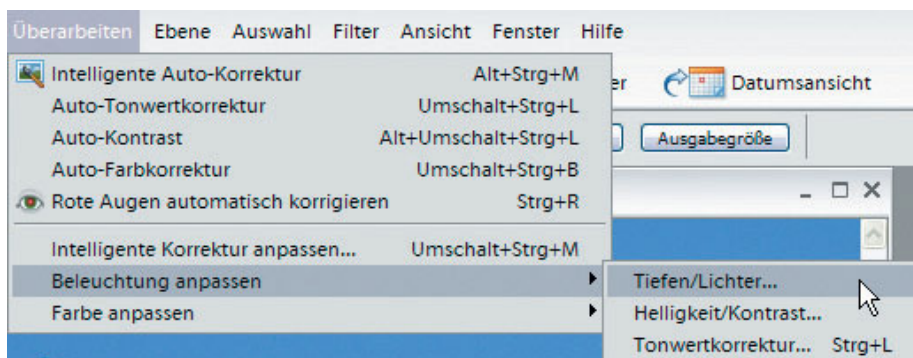 Überarbeiten Ebene Auswahl Filter Ansicht Fenster Hilfe
Intelligente Auto-Korrektur Alt+Strg+M
er Datumsansicht
Auto-Tonwertkorrektur Umschalt+Strg+L
Auto-Kontrast Alt+Umschalt+Strg+L
Ausgabegröße
Auto-Farbkorrektur Umschalt+Strg+B
Rote Augen automatisch korrigieren Strg+R
Intelligente Korrektur anpassen... Umschalt+Strg+M
Beleuchtung anpassen
Tiefen/Lichter...
Farbe anpassen
Helligkeit/Kontrast...
Tonwertkorrektur... Strg+L